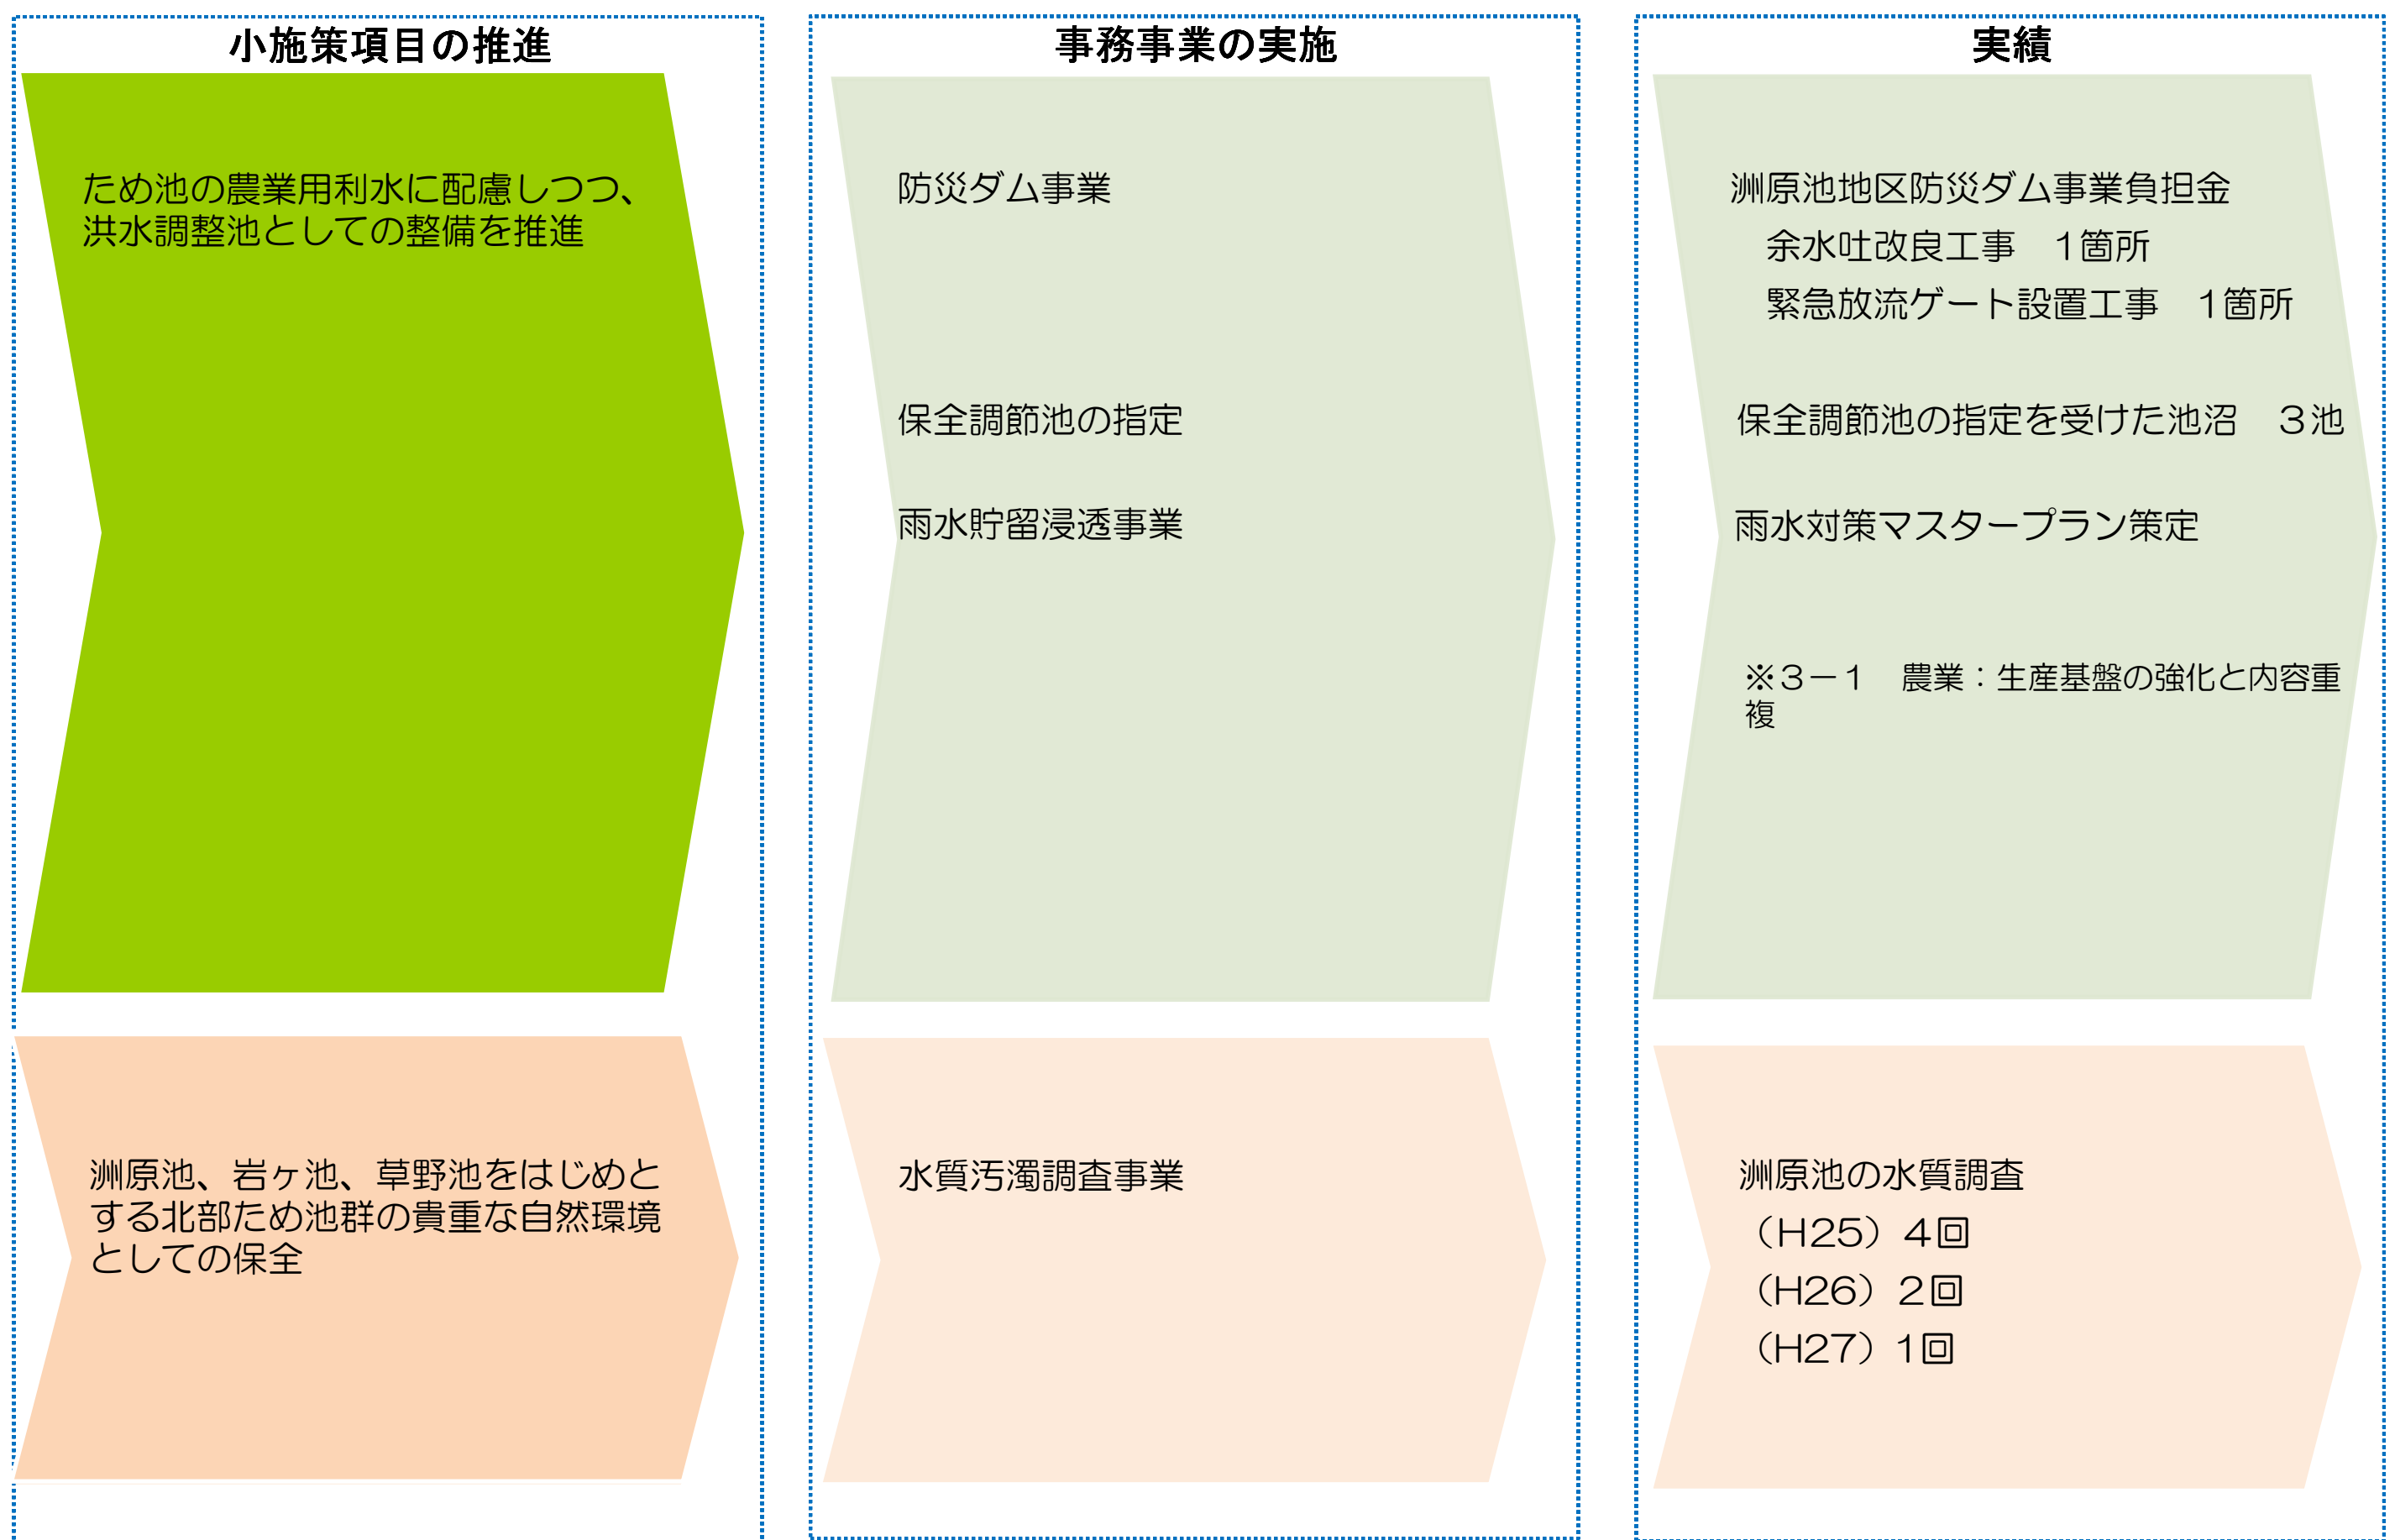 小施策項目の推進
ため池の農業用利水に配慮しつつ、
洪水調整池としての整備を推進
洲原池、岩ヶ池、草野池をはじめと
する北部ため池群の貴重な自然環境
としての保全
事務事業の実施
防災ダム事業
保全調節池の指定
雨水貯留浸透事業
水質汚濁調査事業
実績
洲原池地区防災ダム事業負担金
余水吐改良工事　1箇所
緊急放流ゲート設置工事　1箇所
保全調節池の指定を受けた池沼　３池
雨水対策マスタープラン策定
※３－１　農業：生産基盤の強化と内容重
複
洲原池の水質調査
（H25）4回
（H26）2回
（H27）1回